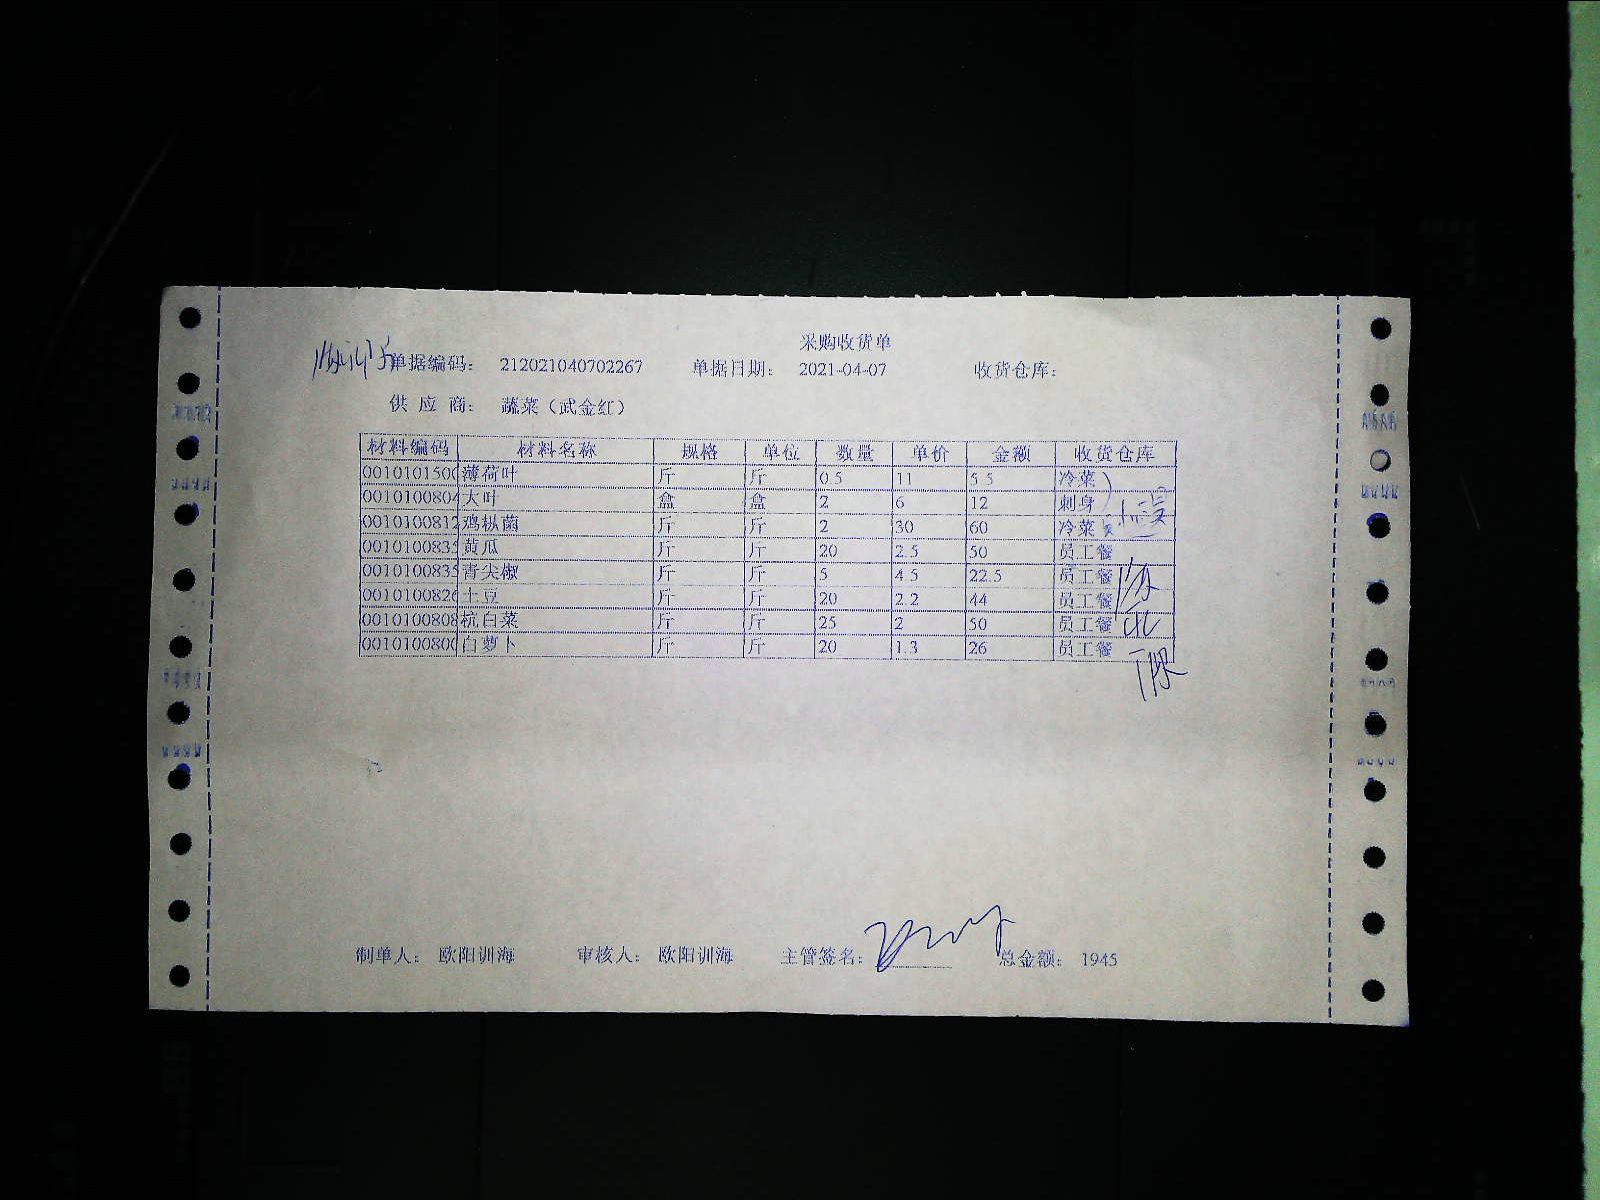 采购收货单
单据编码: 212021040702267 单据日期: 2021-04-07 收货仓库:
供 应 商: 蔬菜（武金红）
材料编码 材料名称 规格 单位 数量 单价 金额 收货仓库
0010101500 薄荷叶 斤 斤 0.5 11 5.5 冷菜
0010100804 大叶 盒 盒 2 6 12 刺身
0010100812 鸡枞菌 斤 斤 2 30 60 冷菜
0010100835 黄瓜 斤 斤 20 2.5 50 员工餐
0010100835 青尖椒 斤 斤 5 4.5 22.5 员工餐
0010100826 土豆 斤 斤 20 2.2 44 员工餐
0010100808 杭白菜 斤 斤 25 2 50 员工餐
0010100800 白萝卜 斤 斤 20 1.3 26 员工餐
制单人: 欧阳训海 审核人: 欧阳训海 主管签名: 总金额: 1945